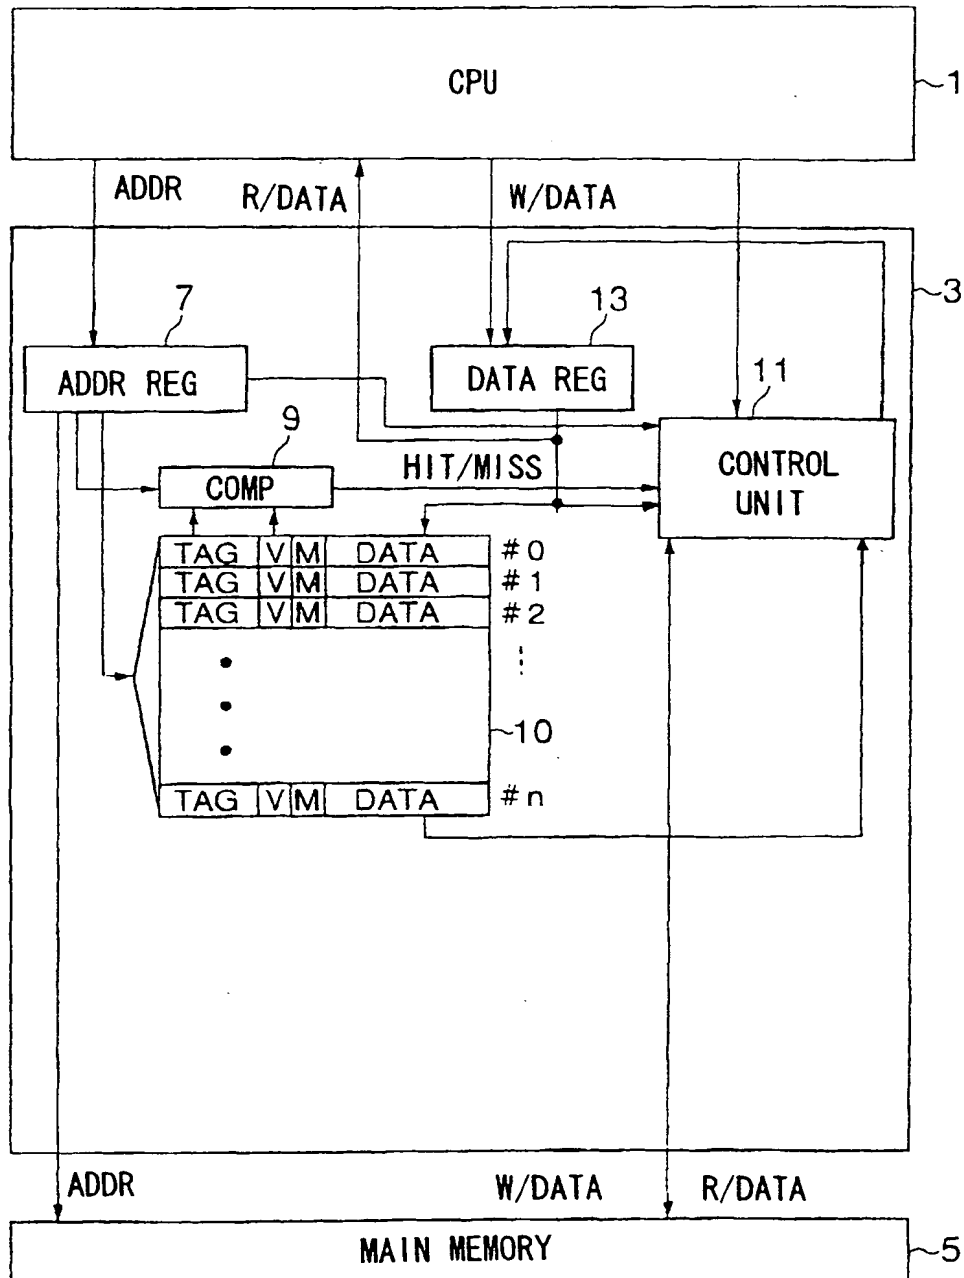 CPU
1
ADDR
R/DATA
W/DATA
3
7
13
ADDR REG
DATA REG
11
9
HIT/MISS
CONTROL
UNIT
COMP
TAG V M DATA #0
TAG V M DATA #1
TAG V M DATA #2
10
TAG V M DATA #n
ADDR
W/DATA
R/DATA
MAIN MEMORY
5